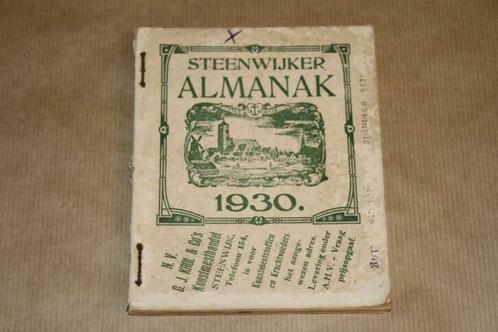 STEENWIJKER
ALMANAK
1930.
N. V.
G. J. KROL & Co's
Kunstmesthandel
STEENWIJK,
Telefoon 154,
is voor
Kunstmeststoffen
en Krachtvoeders
het aange-
wezen adres.
Levering onder
A.H.V. - Vraag
prijsopgaaf.